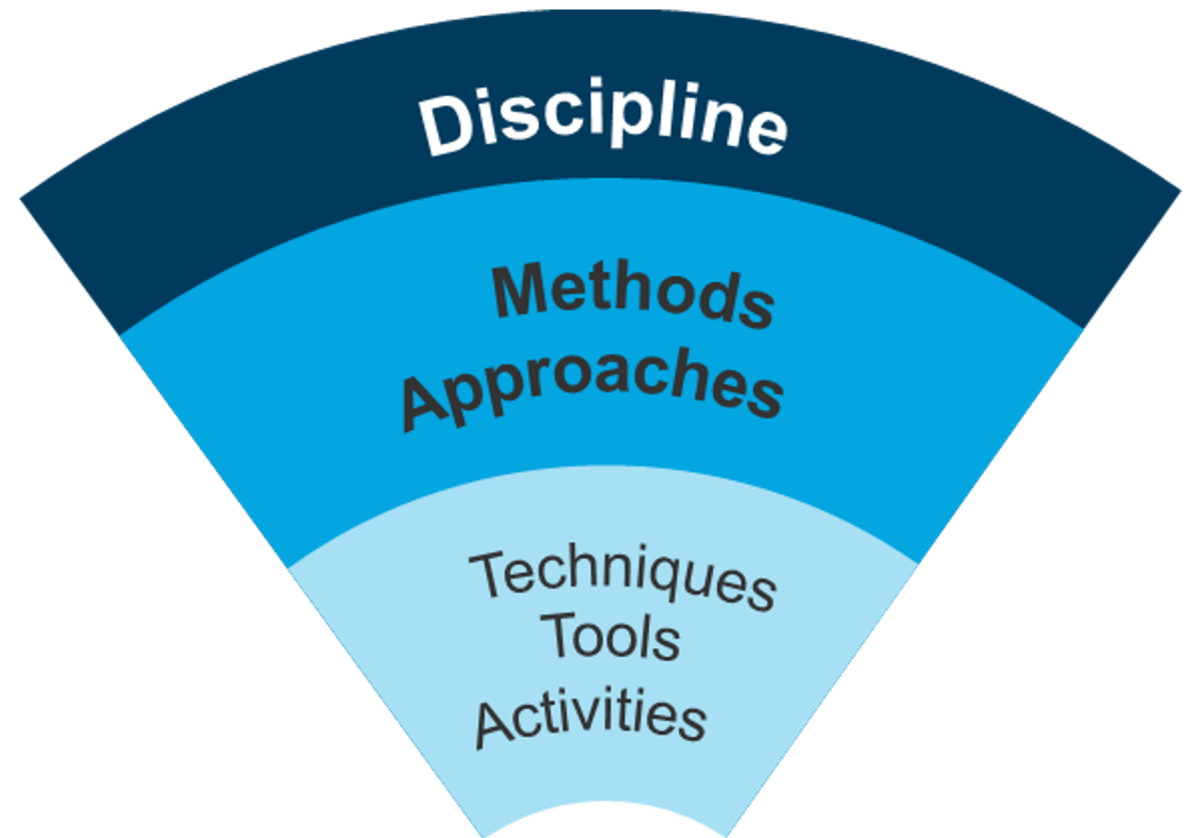 Discipline
Methods
Approaches
Techniques
Tools
Activities